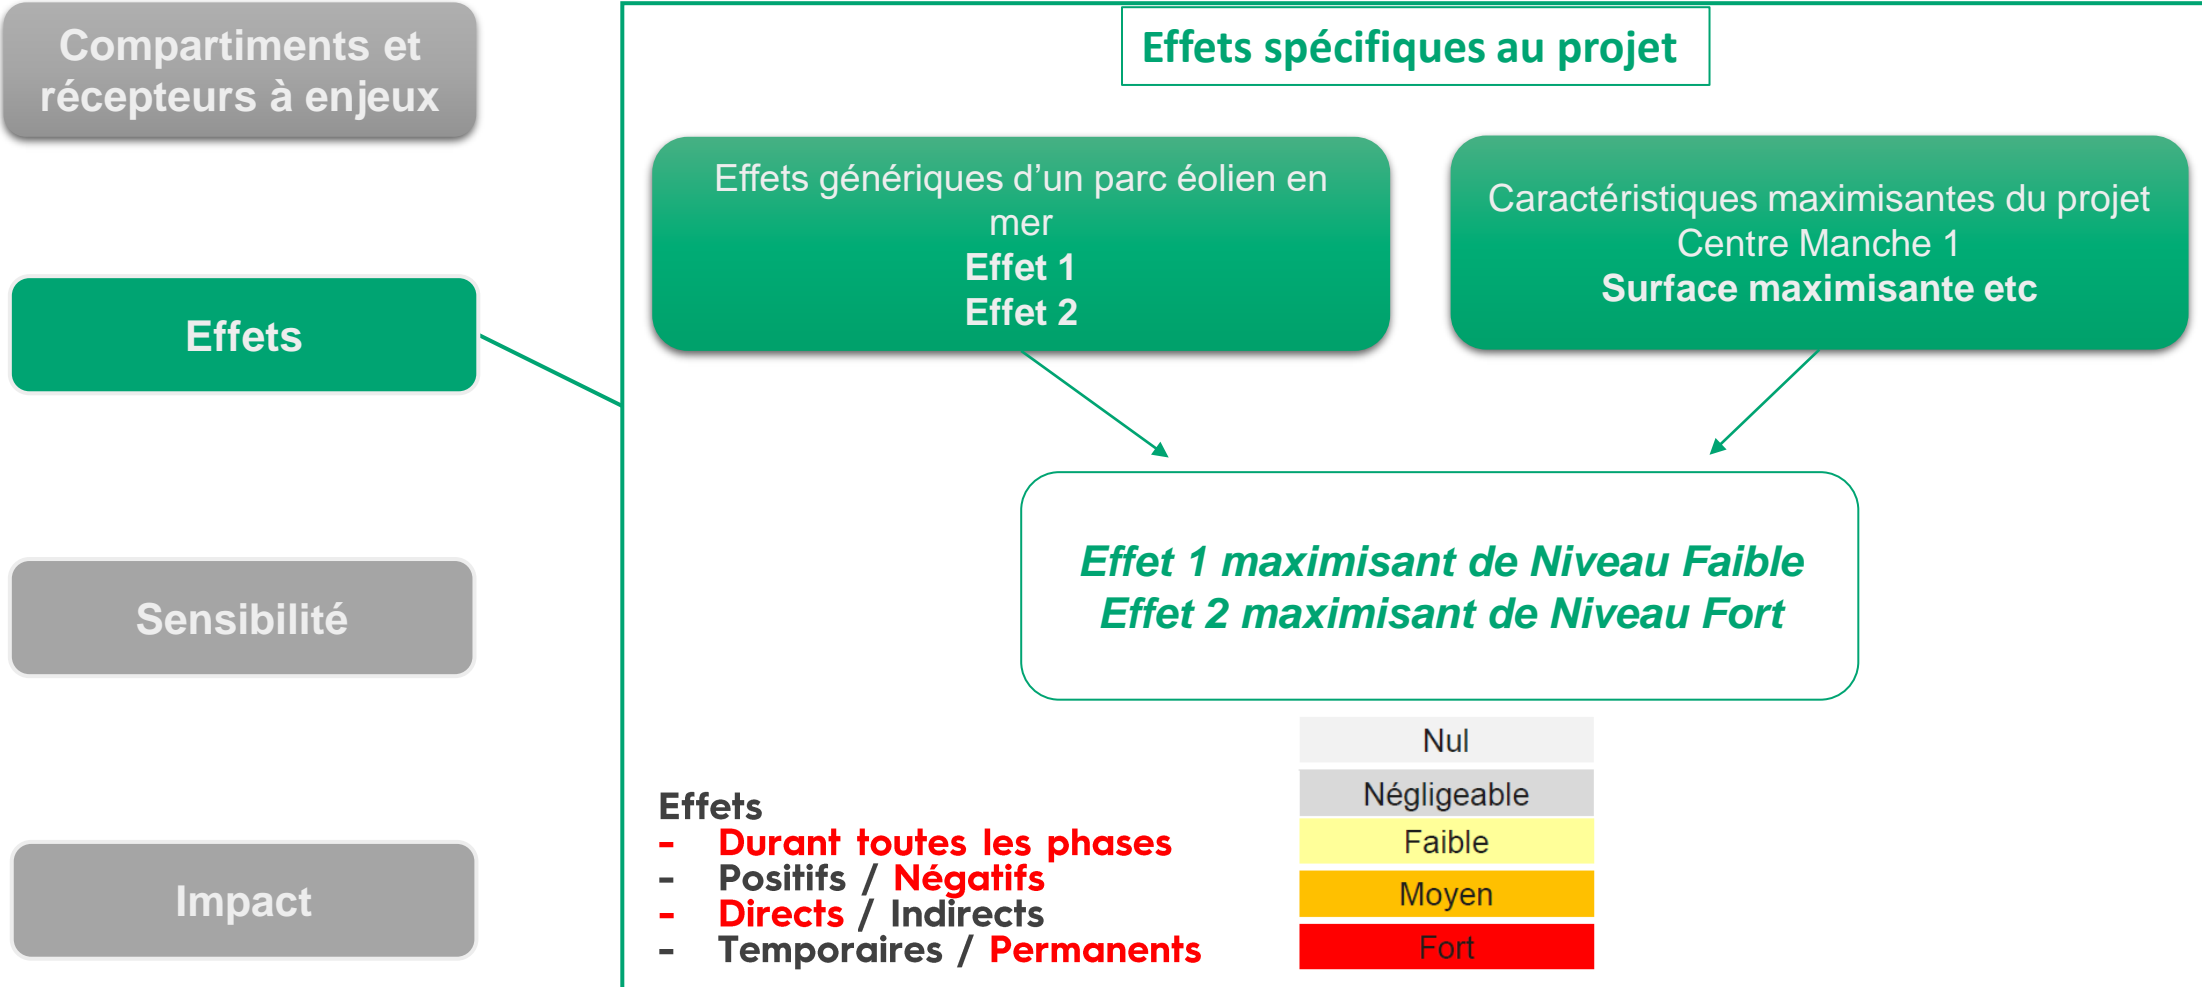 Compartiments et
récepteurs à enjeux
Effets
Sensibilité
Impact
Effets spécifiques au projet
Effets génériques d’un parc éolien en
mer
Effet 1
Effet 2
Caractéristiques maximisantes du projet
Centre Manche 1
Surface maximisante etc
Effet 1 maximisant de Niveau Faible
Effet 2 maximisant de Niveau Fort
Effets
- Durant toutes les phases
- Positifs / Négatifs
- Directs / Indirects
- Temporaires / Permanents
Nul
Négligeable
Faible
Moyen
Fort